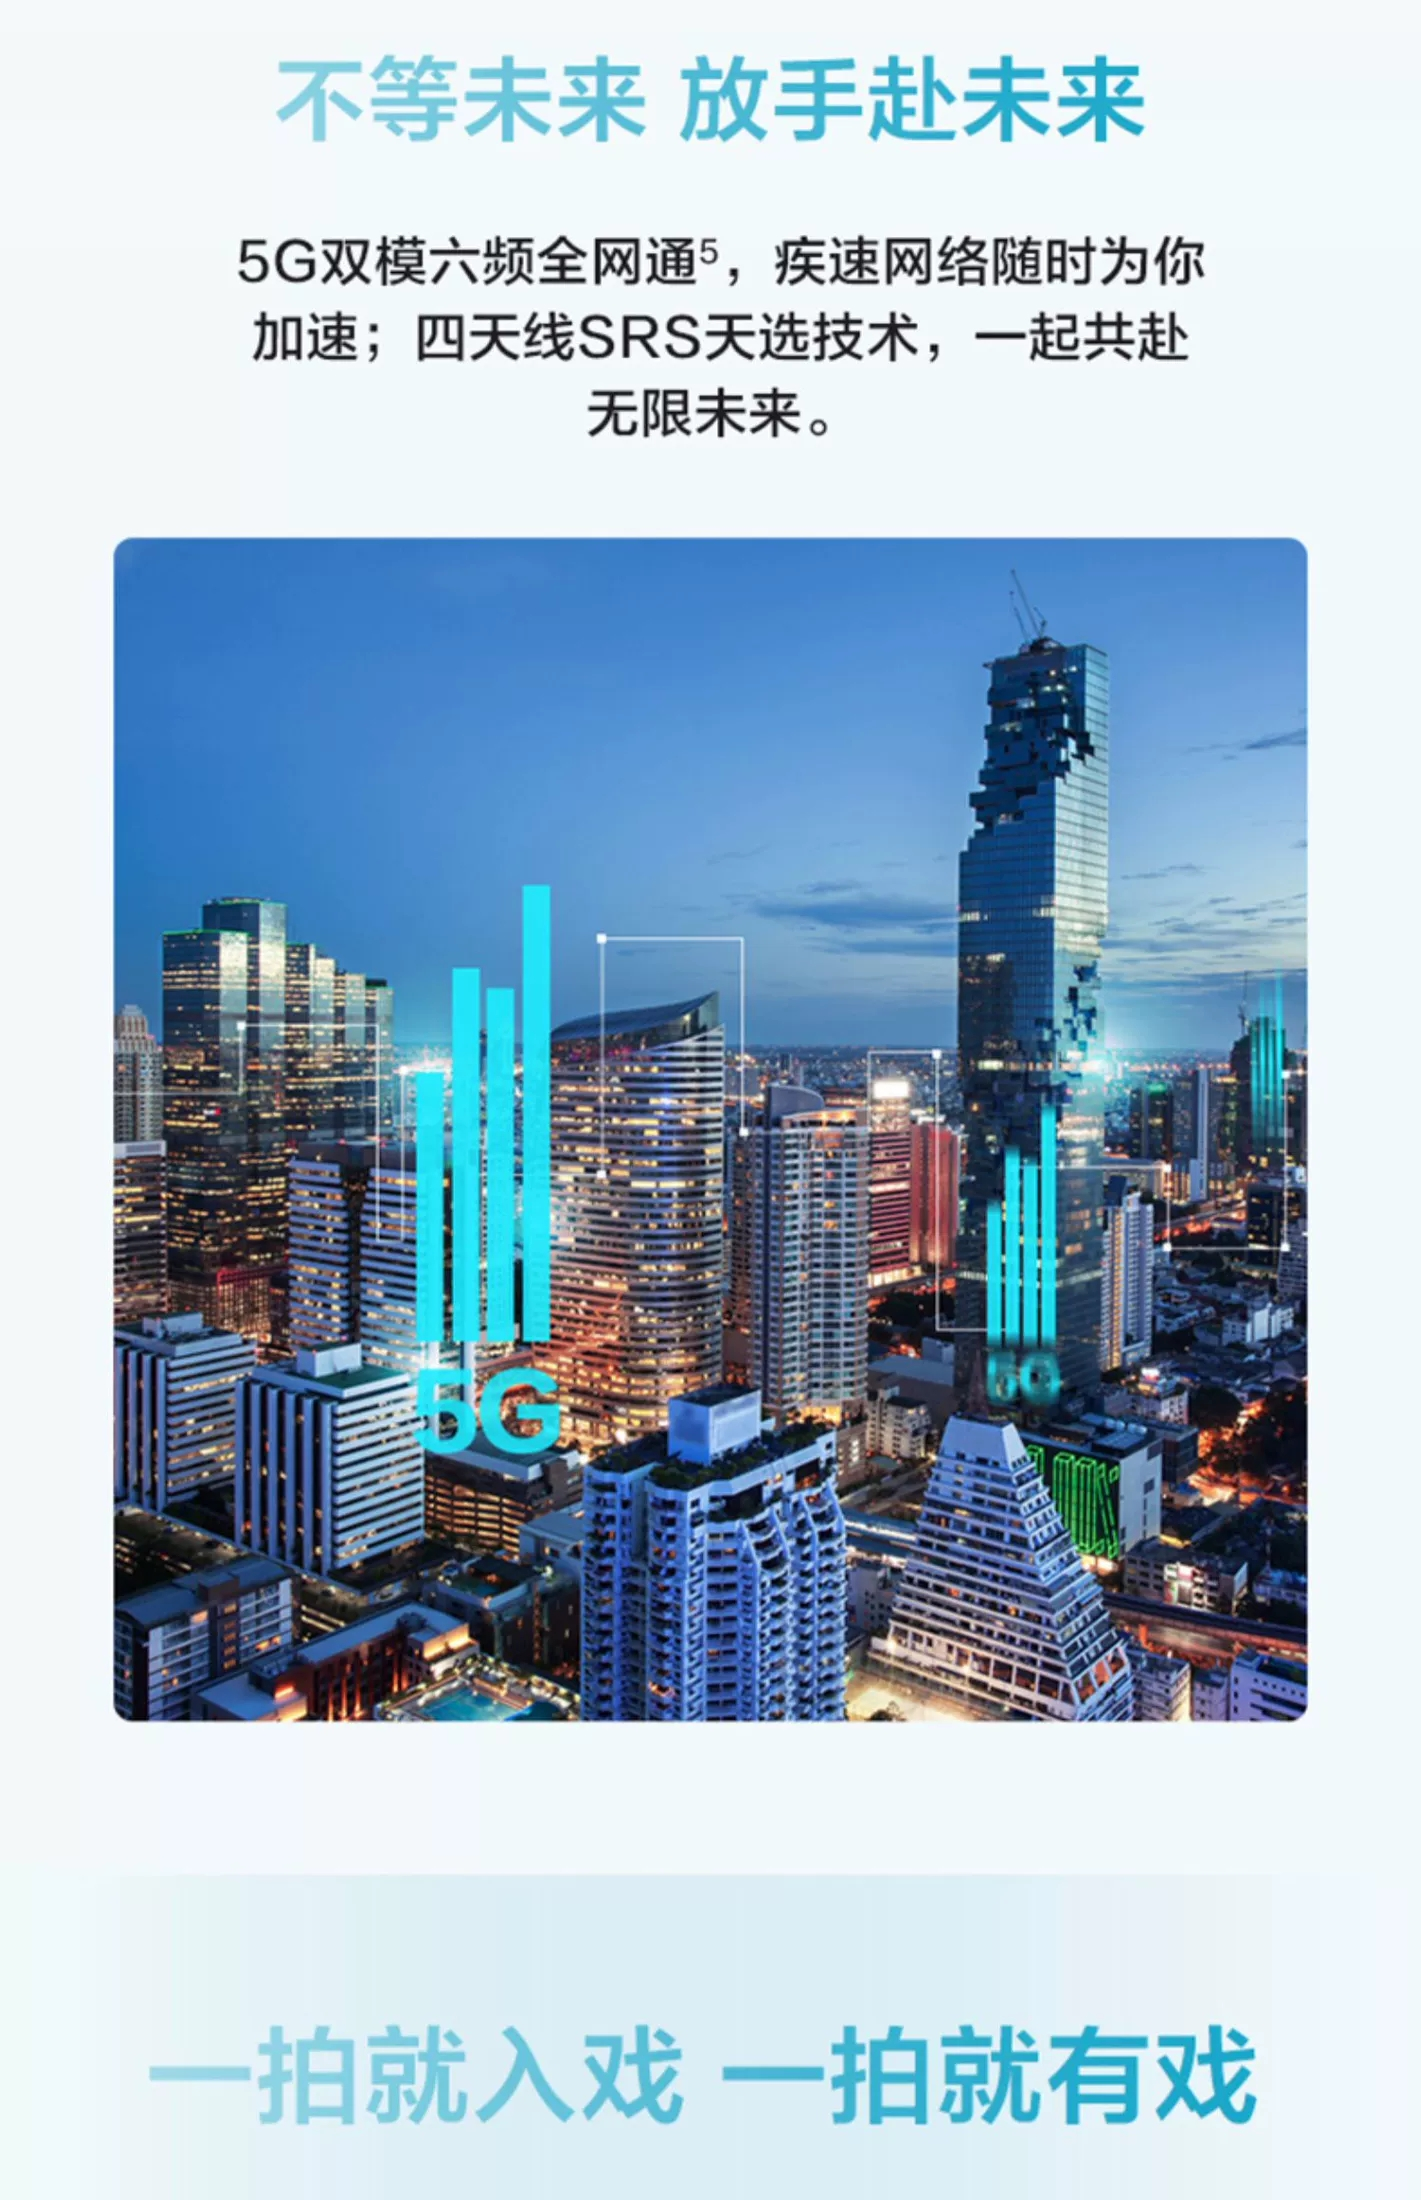 不等未来 放手赴未来
5G双模六频全网通5，疾速网络随时为你
加速；四天线SRS天选技术，一起共赴
无限未来。
5G
5G
一拍就入戏 一拍就有戏